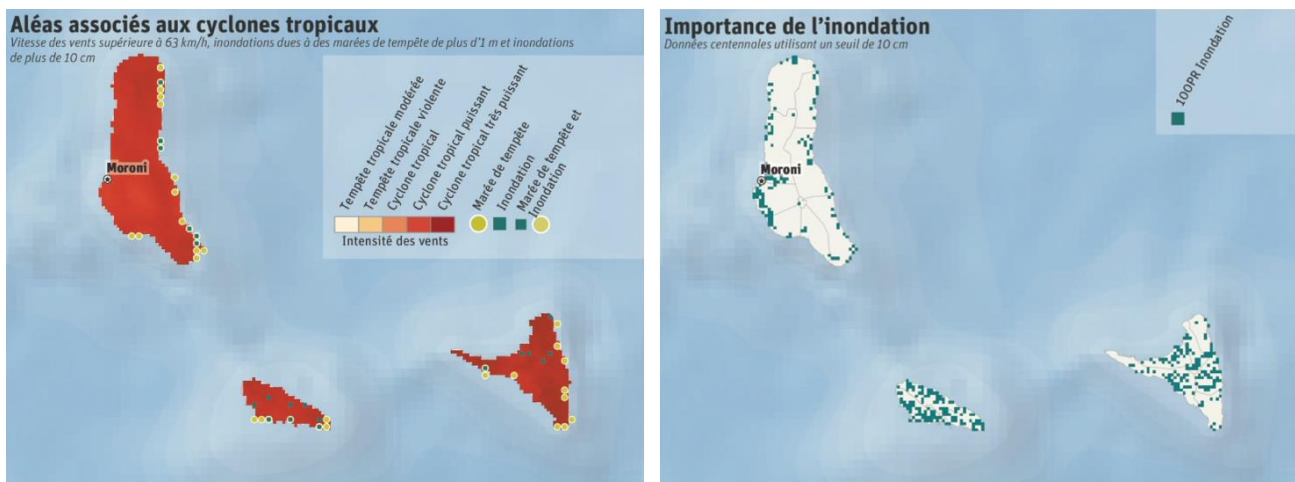 Aléas associés aux cyclones tropicaux
Vitesse des vents supérieure à 63 km/h, inondations dues à des marées de tempête de plus d'1 m et inondations
de plus de 10 cm
Tempête tropicale modérée
Tempête tropicale violente
Cyclone tropical
Cyclone tropical puissant
Cyclone tropical très puissant
Marée de tempête
Inondation
Marée de tempête et
Inondation
Intensité des vents
Moroni
Importance de l'inondation
Données centennales utilisant un seuil de 10 cm
100PR Inondation
Moroni